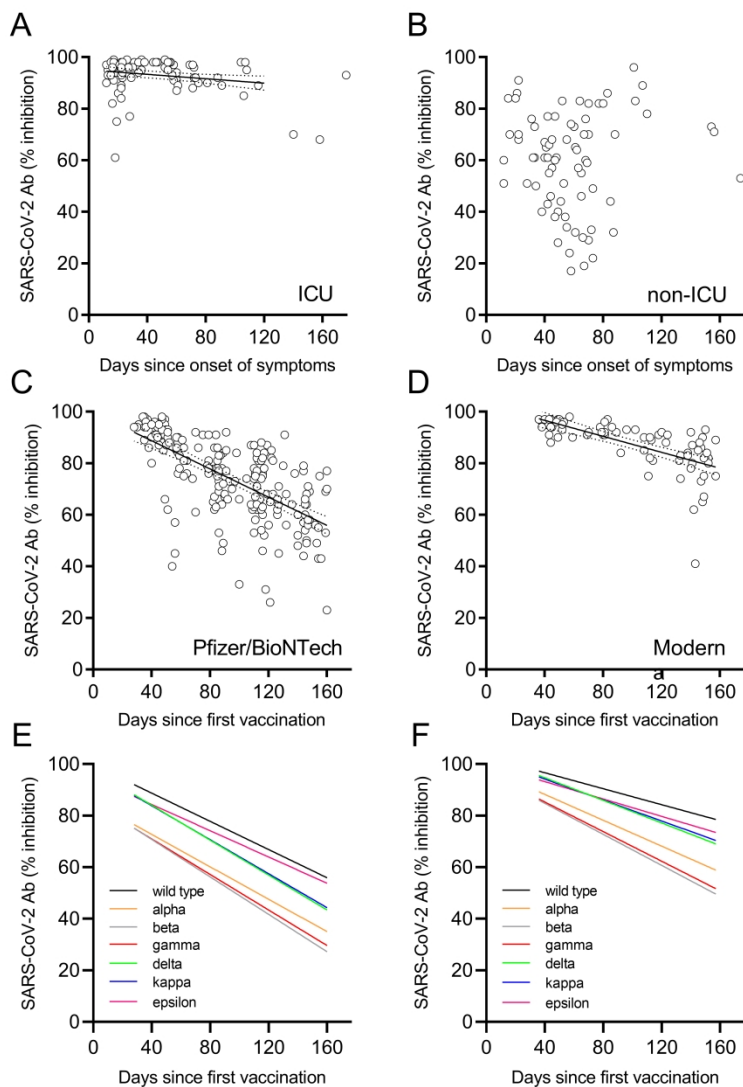 A
B
100
80
60
40
20
0
SARS-CoV-2 Ab (% inhibition)
ICU
0 40 80 120 160
Days since onset of symptoms
100
80
60
40
20
0
SARS-CoV-2 Ab (% inhibition)
non-ICU
0 40 80 120 160
Days since onset of symptoms
C
D
100
80
60
40
20
0
SARS-CoV-2 Ab (% inhibition)
Pfizer/BioNTech
0 40 80 120 160
Days since first vaccination
100
80
60
40
20
0
SARS-CoV-2 Ab (% inhibition)
Modern
a
0 40 80 120 160
Days since first vaccination
E
F
100
80
60
40
20
0
SARS-CoV-2 Ab (% inhibition)
wild type
alpha
beta
gamma
delta
kappa
epsilon
0 40 80 120 160
Days since first vaccination
100
80
60
40
20
0
SARS-CoV-2 Ab (% inhibition)
wild type
alpha
beta
gamma
delta
kappa
epsilon
0 40 80 120 160
Days since first vaccination